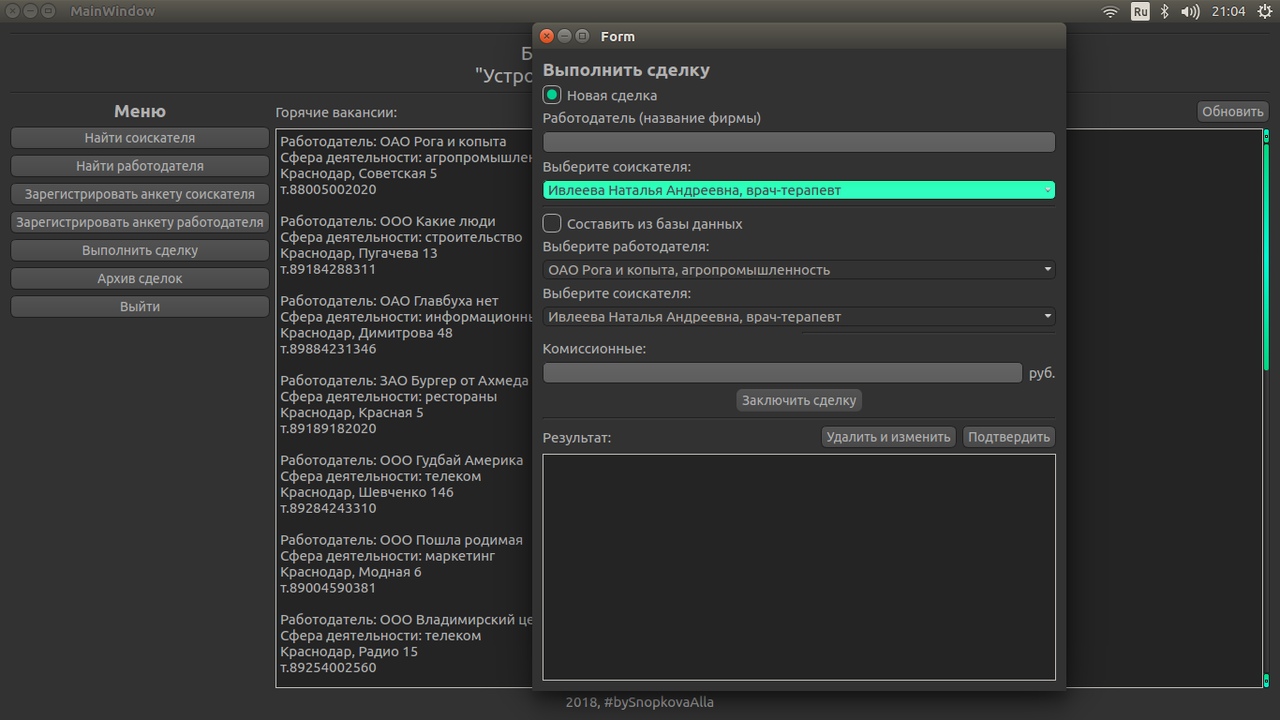 MainWindow
Ru
21:04
Form
"Устро
Меню
Найти соискателя
Найти работодателя
Зарегистрировать анкету соискателя
Зарегистрировать анкету работодателя
Выполнить сделку
Архив сделок
Выйти
Горячие вакансии:
Обновить
Работодатель: ОАО Рога и копыта
Сфера деятельности: агропромышлен
Краснодар, Советская 5
т.88005002020
Работодатель: ООО Какие люди
Сфера деятельности: строительство
Краснодар, Пугачева 13
т.89184288311
Работодатель: ОАО Главбуха нет
Сфера деятельности: информационн
Краснодар, Димитрова 48
т.89884231346
Работодатель: ЗАО Бургер от Ахмеда
Сфера деятельности: рестораны
Краснодар, Красная 5
т.89189182020
Работодатель: ООО Гудбай Америка
Сфера деятельности: телеком
Краснодар, Шевченко 146
т.89284243310
Работодатель: ООО Пошла родимая
Сфера деятельности: маркетинг
Краснодар, Модная 6
т.89004590381
Работодатель: ООО Владимирский це
Сфера деятельности: телеком
Краснодар, Радио 15
т.89254002560
Выполнить сделку
Новая сделка
Работодатель (название фирмы)
Выберите соискателя:
Ивлеева Наталья Андреевна, врач-терапевт
Составить из базы данных
Выберите работодателя:
ОАО Рога и копыта, агропромышленность
Выберите соискателя:
Ивлеева Наталья Андреевна, врач-терапевт
Комиссионные:
руб.
Заключить сделку
Результат:
Удалить и изменить
Подтвердить
2018, #bySnopkovaAlla